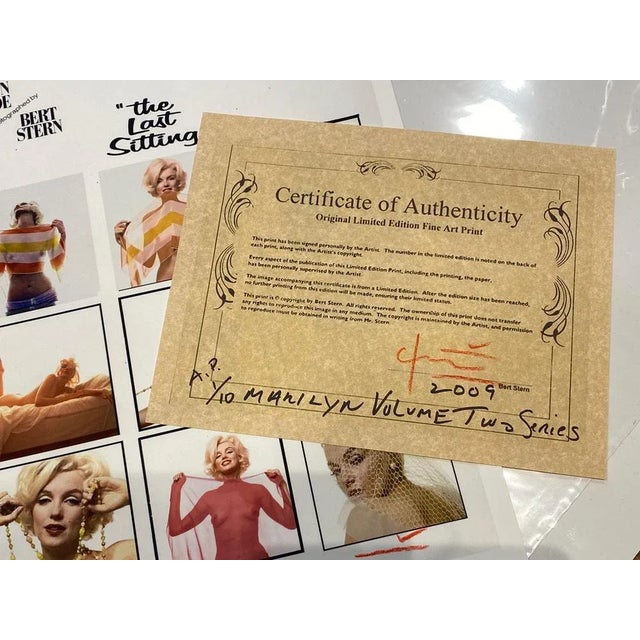 BERT
STERN
"the
Last
Sitting
Certificate of Authenticity
Original Limited Edition Fine Art Print
This print has been signed personally by the Artist. The number in the limited edition is noted on the back of
each print, along with the Artist's copyright.
Every aspect of the publication of this Limited Edition Print, including the printing, the paper,
has been personally supervised by the Artist.
The image accompanying this certificate is from a Limited Edition. After the edition size has been reached,
no further printing from this edition will be made, ensuring their limited status.
This print is © copyright by Bert Stern. All rights reserved. The ownership of this print does not transfer
any rights to reproduce this image in any medium. The copyright is maintained by the Artist, and permission
to reproduce must be obtained in writing from Mr. Stern.
Bert Stern
2009
A.P.
1/10 MARILYN VOLUME TWO Series